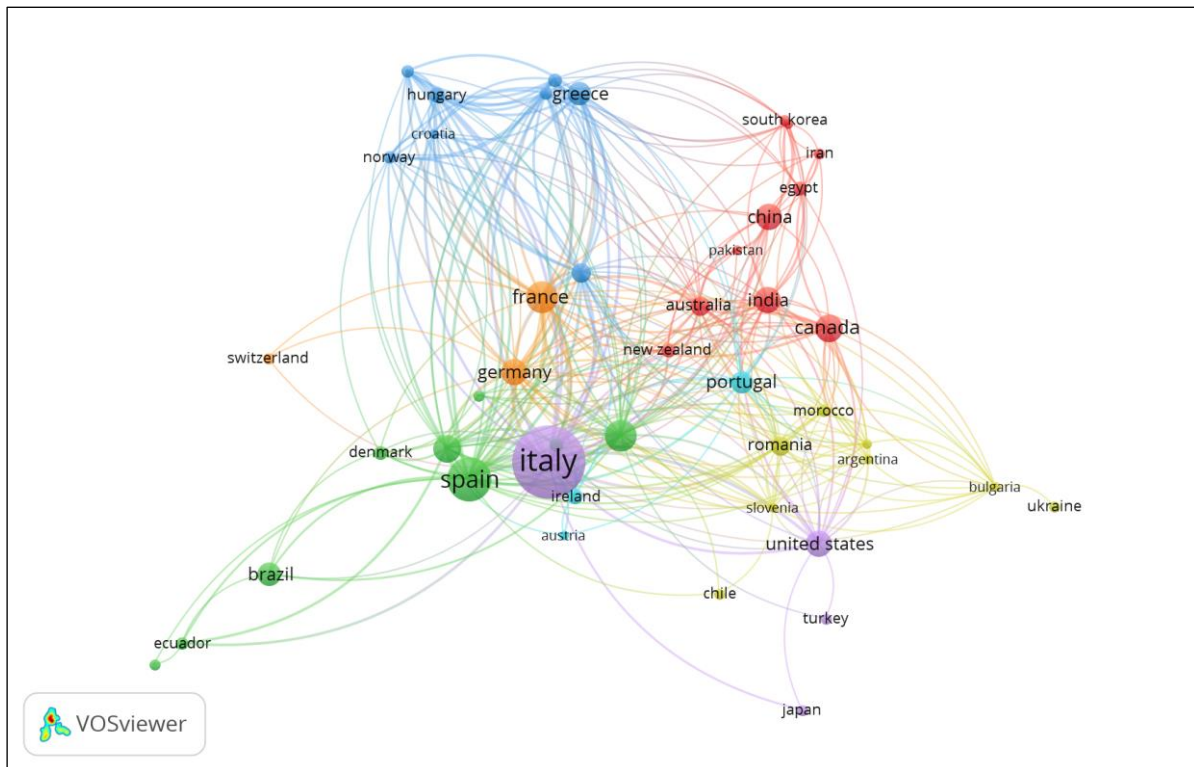 hungary
greece
croatia
norway
south korea
iran
egypt
china
pakistan
france
australia
india
canada
switzerland
new zealand
germany
portugal
morocco
denmark
romania
argentina
italy
spain
ireland
bulgaria
slovenia
ukraine
austria
united states
brazil
chile
turkey
ecuador
japan
VOSviewer